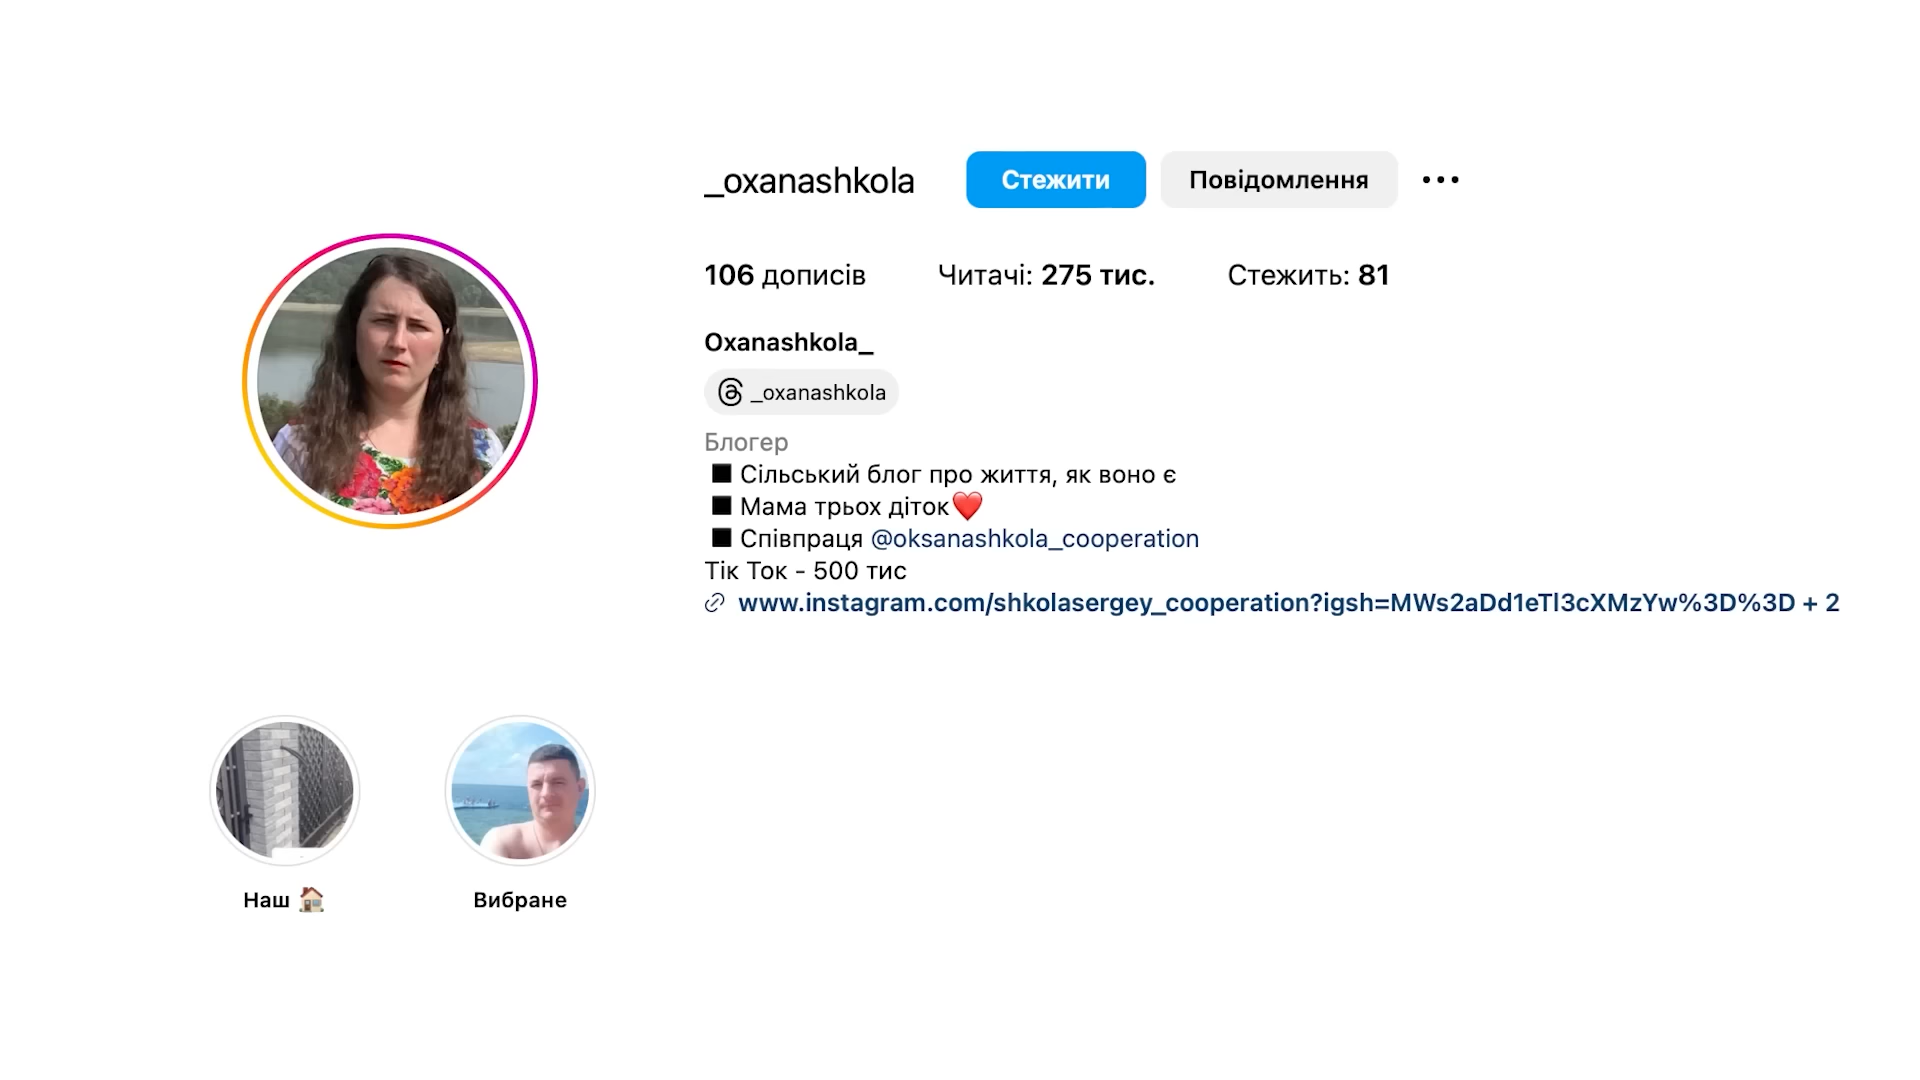 _oxanashkola Стежити Повідомлення
106 дописів Читачі: 275 тис. Стежить: 81
Oxanashkola_
_oxanashkola
Блогер
Сільський блог про життя, як воно є
Мама трьох діток❤️
Співпраця @oksanashkola_cooperation
Тік Ток - 500 тис
www.instagram.com/shkolasergey_cooperation?igsh=MWs2aDd1eTl3cXMzYw%3D%3D + 2
Наш 🏠 Вибране